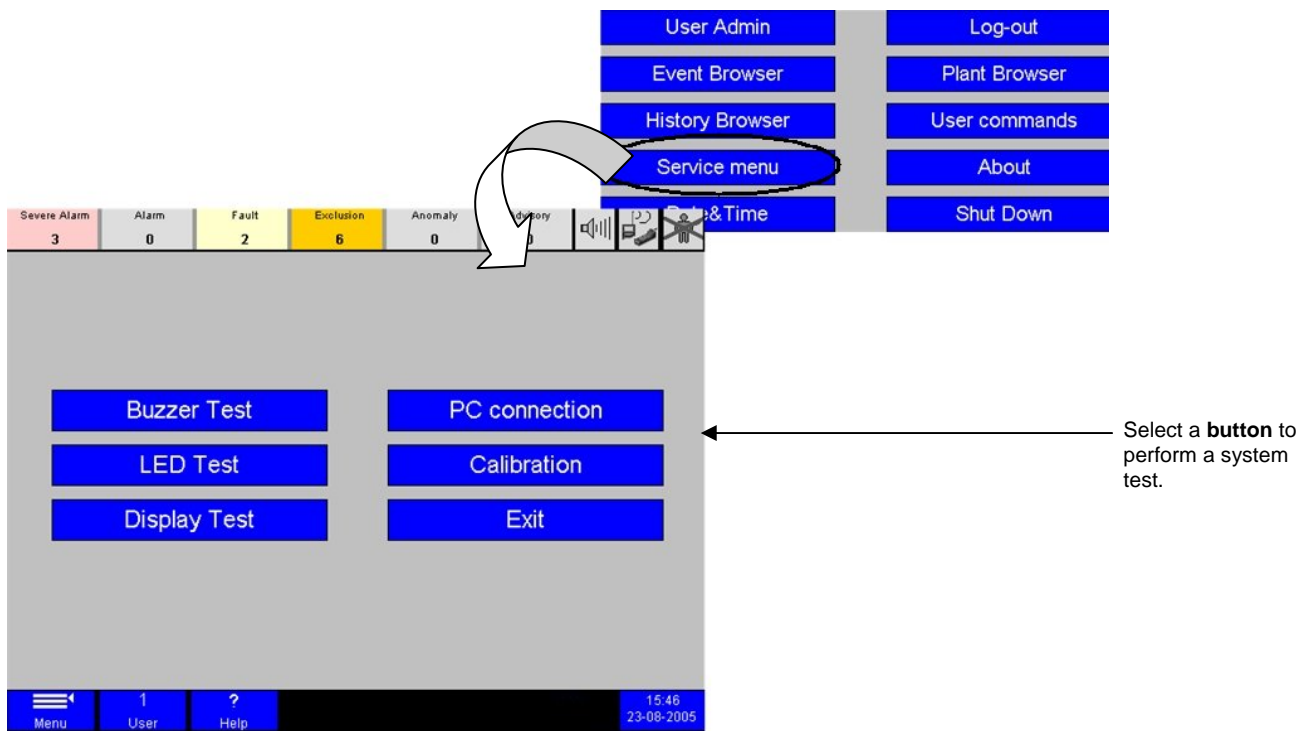 User Admin
Log-out
Event Browser
Plant Browser
History Browser
User commands
Service menu
About
&Time
Shut Down
Severe Alarm
Alarm
Fault
Exclusion
Anomaly
3
0
2
6
0
Buzzer Test
PC connection
LED Test
Calibration
Display Test
Exit
Select a button to
perform a system
test.
1
?
15:46
Menu
User
Help
23-08-2005